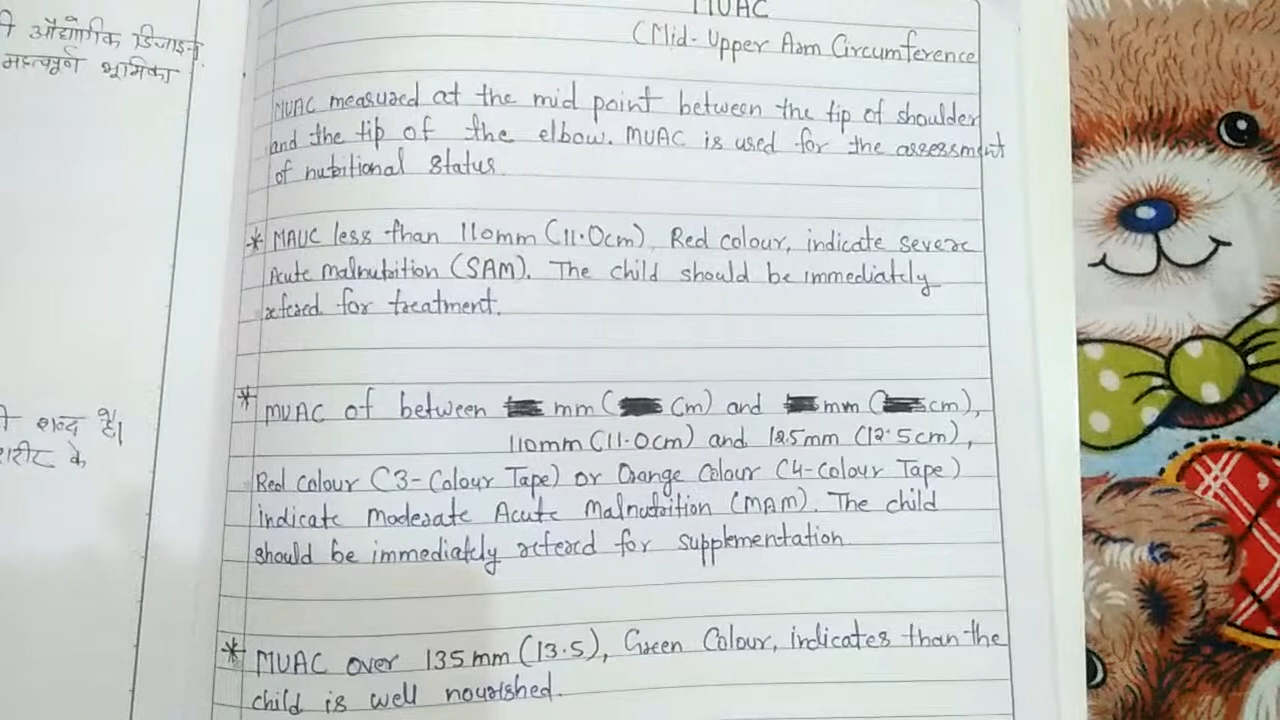 ी औद्योगिक डिजाइन
महत्वपूर्ण भूमिका
शब्द है।
शरीर के
MUAC
(Mid-Upper Arm Circumference
MUAC measured at the mid point between the tip of shoulder
and the tip of the elbow. MUAC is used for the assessment
of nutritional status.
* MAUC less than 110mm (11.0cm), Red colour, indicate severe
Acute malnutrition (SAM). The child should be immediately
refered for treatment.
* MUAC of between mm ( Cm) and mm ( cm),
110mm (11.0cm) and 125mm (12.5cm),
Red colour (3-Colour Tape) or Orange Colour (4-Colour Tape)
indicate Moderate Acute Malnutrition (MAM). The child
should be immediately referd for supplementation
* MUAC over 135mm (13.5), Green Colour, indicates than the
child is well nourished.